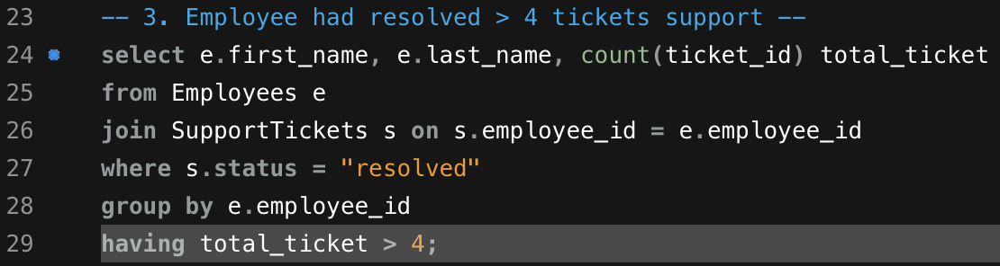 23 -- 3. Employee had resolved > 4 tickets support --
24 select e.first_name, e.last_name, count(ticket_id) total_ticket
25 from Employees e
26 join SupportTickets s on s.employee_id = e.employee_id
27 where s.status = "resolved"
28 group by e.employee_id
29 having total_ticket > 4;